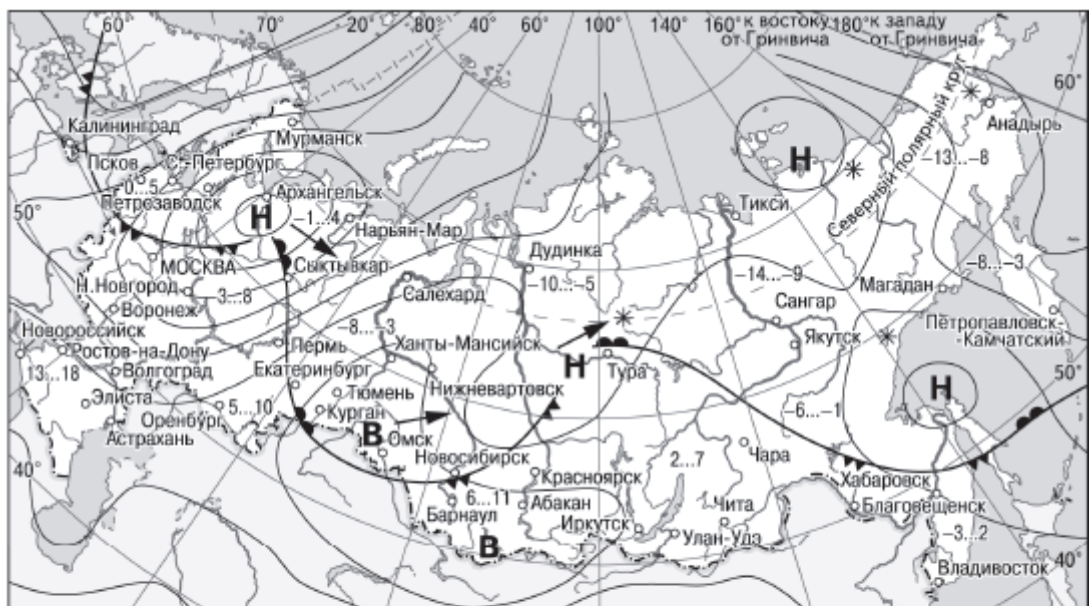 60°
70°
20°
40°
60°
80°
100°
120°
140°
160° к востоку
от Гринвича
180° к западу
от Гринвича
60°
Калининград
Мурманск
Северный полярный круг
Анадырь
–13...–8
Псков
С.-Петербург
0...5
Петрозаводск
Архангельск
Н
Н
50°
–1...4
Нарьян-Мар
Тикси
МОСКВА
Сыктывкар
Дудинка
–10...–5
–14...–9
–8...–3
Магадан
Н.Новгород
3...8
Салехард
Сангар
Воронеж
Петропавловск-
-Камчатский
Новороссийск
–8...–3
Пермь
Ханты-Мансийск
Якутск
Ростов-на-Дону
Н
Тура
50°
13...18
Волгоград
Екатеринбург
Тюмень
Нижневартовск
Н
Элиста
Оренбург
5...10
Курган
–6...–1
Астрахань
В
Омск
Новосибирск
2...7
Чара
40°
Красноярск
Хабаровск
6...11
Барнаул
Абакан
Иркутск
Чита
Благовещенск
В
Улан-Удэ
–3...2
Владивосток
40°